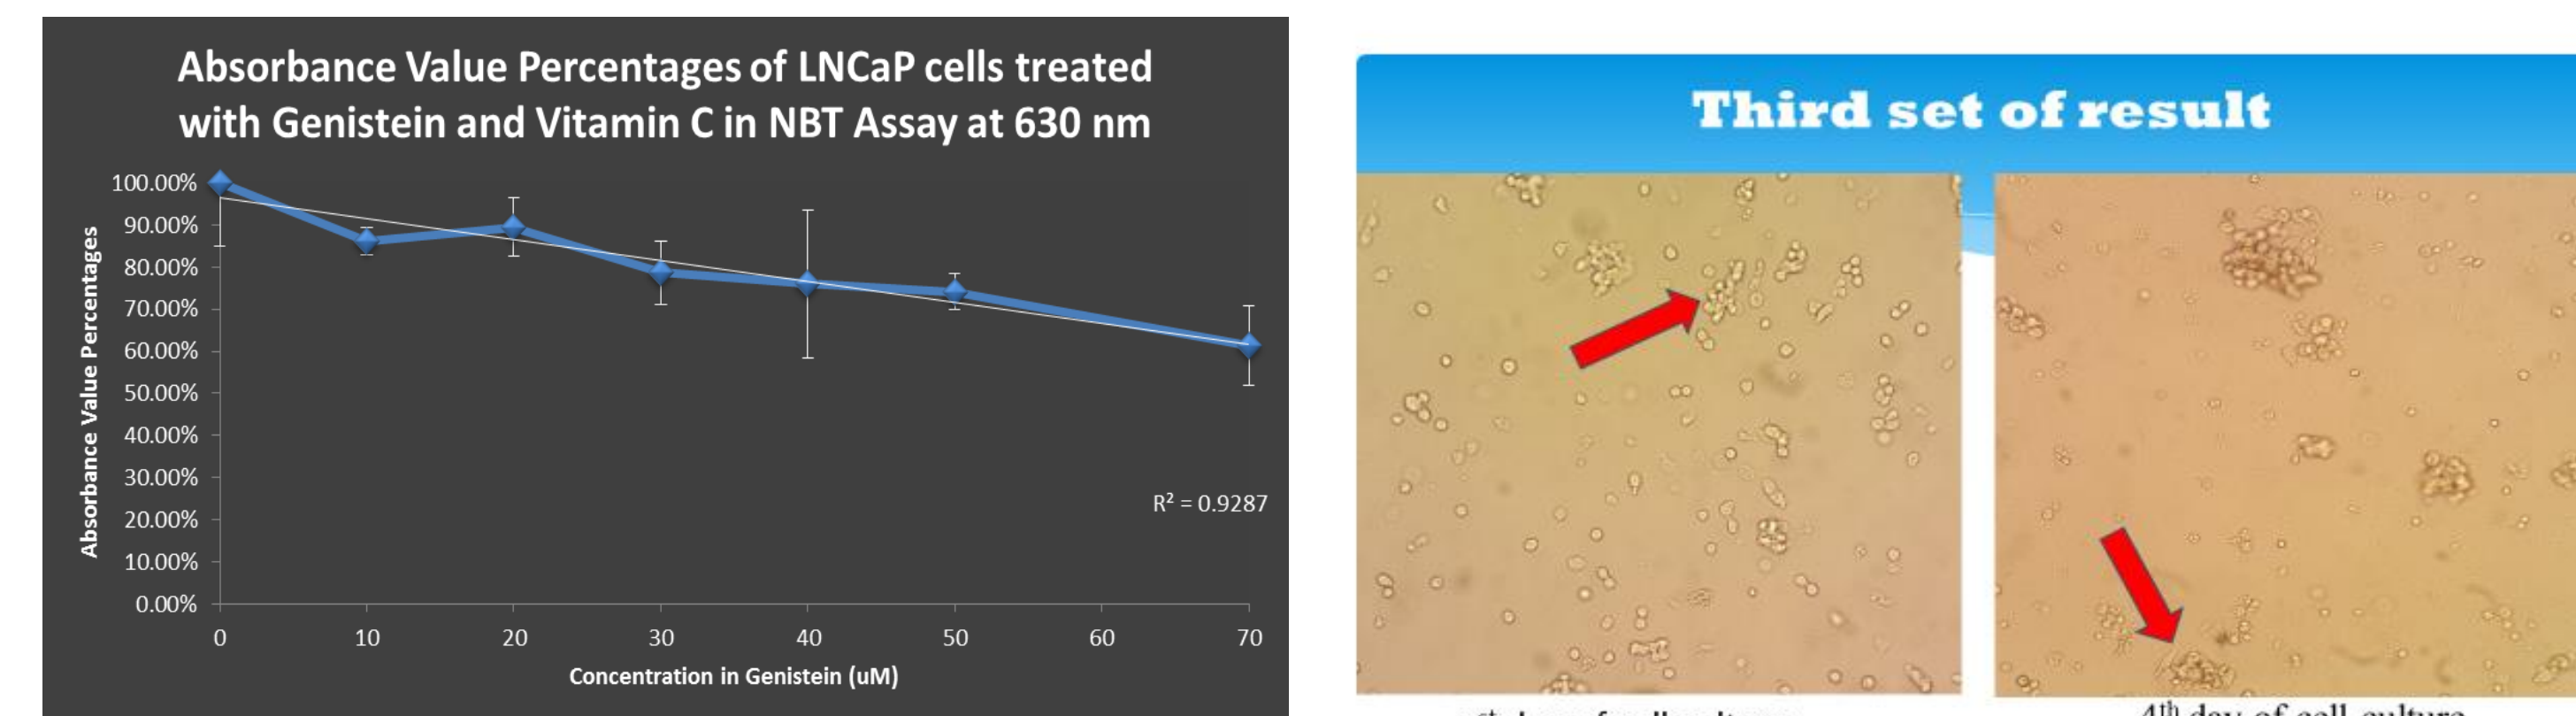 Absorbance Value Percentages of LNCaP cells treated
with Genistein and Vitamin C in NBT Assay at 630 nm
Absorbance Value Percentages
100.00%
90.00%
80.00%
70.00%
60.00%
50.00%
40.00%
30.00%
20.00%
10.00%
0.00%
R² = 0.9287
0 10 20 30 40 50 60 70
Concentration in Genistein (uM)
Third set of result
4th day of cell culture